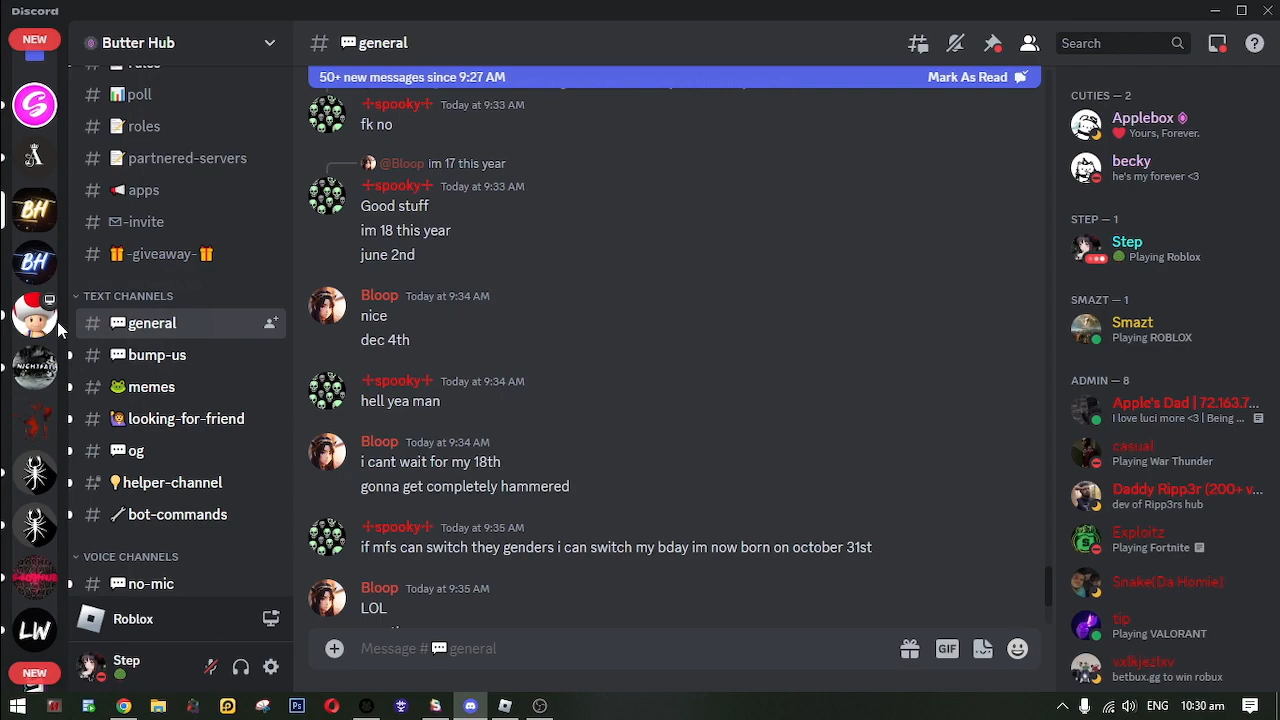 Discord
NEW
Butter Hub
rules
poll
roles
partnered-servers
apps
-invite
-giveaway-
TEXT CHANNELS
general
bump-us
memes
looking-for-friend
og
helper-channel
bot-commands
VOICE CHANNELS
no-mic
Roblox
Step
S
A
BH
BH
NIGHTFALL
LW
NEW
general
Search
50+ new messages since 9:27 AM
Mark As Read
✢spooky✢ Today at 9:33 AM
fk no
@Bloop im 17 this year
✢spooky✢ Today at 9:33 AM
Good stuff
im 18 this year
june 2nd
Bloop Today at 9:34 AM
nice
dec 4th
✢spooky✢ Today at 9:34 AM
hell yea man
Bloop Today at 9:34 AM
i cant wait for my 18th
gonna get completely hammered
✢spooky✢ Today at 9:35 AM
if mfs can switch they genders i can switch my bday im now born on october 31st
Bloop Today at 9:35 AM
LOL
Message # general
GIF
CUTIES — 2
Applebox
Yours, Forever.
becky
he's my forever <3
STEP — 1
Step
Playing Roblox
SMAZT — 1
Smazt
Playing ROBLOX
ADMIN — 8
Apple's Dad | 72.163.7...
I love luci more <3 | Being ...
casual
Playing War Thunder
Daddy Ripp3r (200+ v...
dev of Ripp3rs hub
Exploitz
Playing Fortnite
Snake(Da Homie)
tip
Playing VALORANT
vxlkjezlxv
betbux.gg to win robux
Ps
ENG
10:30 am